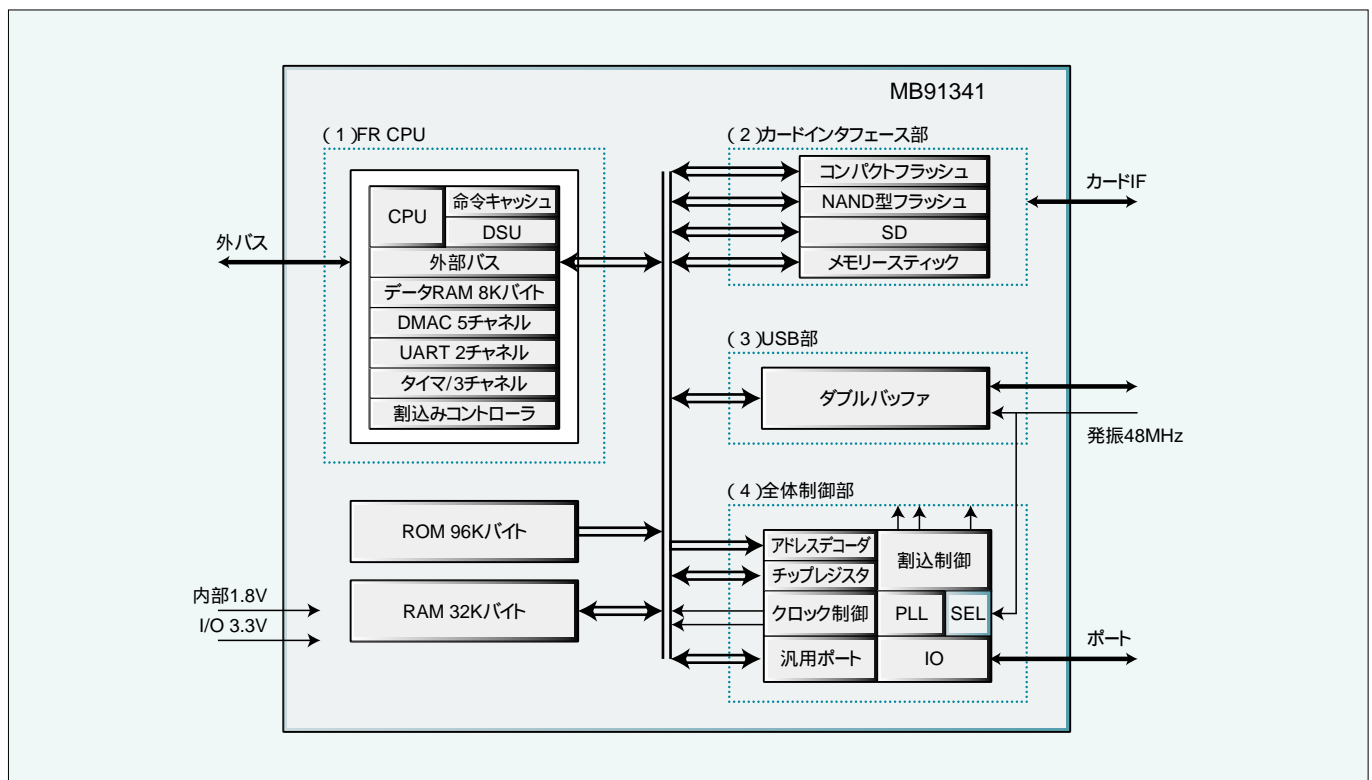 MB91341
(1)FR CPU
CPU
命令キャッシュ
DSU
外部バス
データRAM 8Kバイト
DMAC 5チャネル
UART 2チャネル
タイマ/3チャネル
割込みコントローラ
外バス
ROM 96Kバイト
RAM 32Kバイト
内部1.8V
I/O 3.3V
(2)カードインタフェース部
コンパクトフラッシュ
NAND型フラッシュ
SD
メモリースティック
カードIF
(3)USB部
ダブルバッファ
発振48MHz
(4)全体制御部
アドレスデコーダ
チップレジスタ
割込制御
クロック制御
PLL
SEL
汎用ポート
IO
ポート